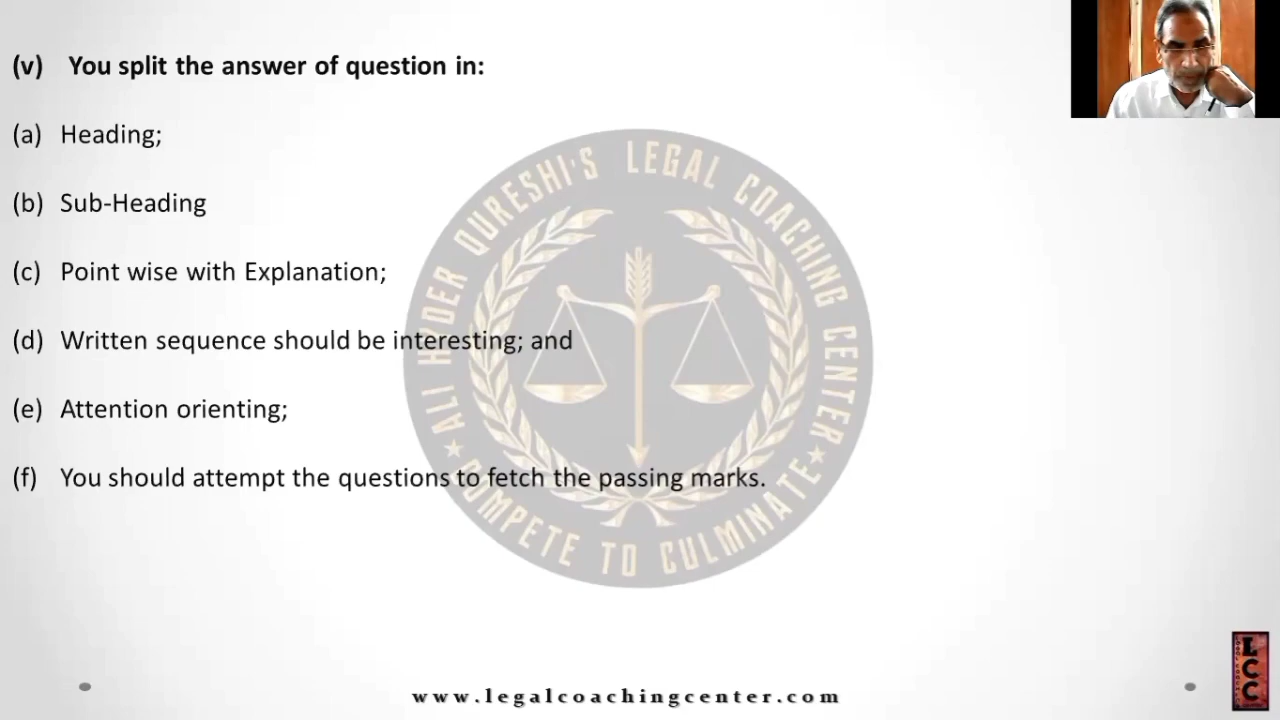 (v) You split the answer of question in:
(a) Heading;
(b) Sub-Heading
(c) Point wise with Explanation;
(d) Written sequence should be interesting; and
(e) Attention orienting;
(f) You should attempt the questions to fetch the passing marks.
ALI HYDER QURESHI'S LEGAL COACHING CENTER
COMPETE TO CULMINATE
LCC
www.legalcoachingcenter.com